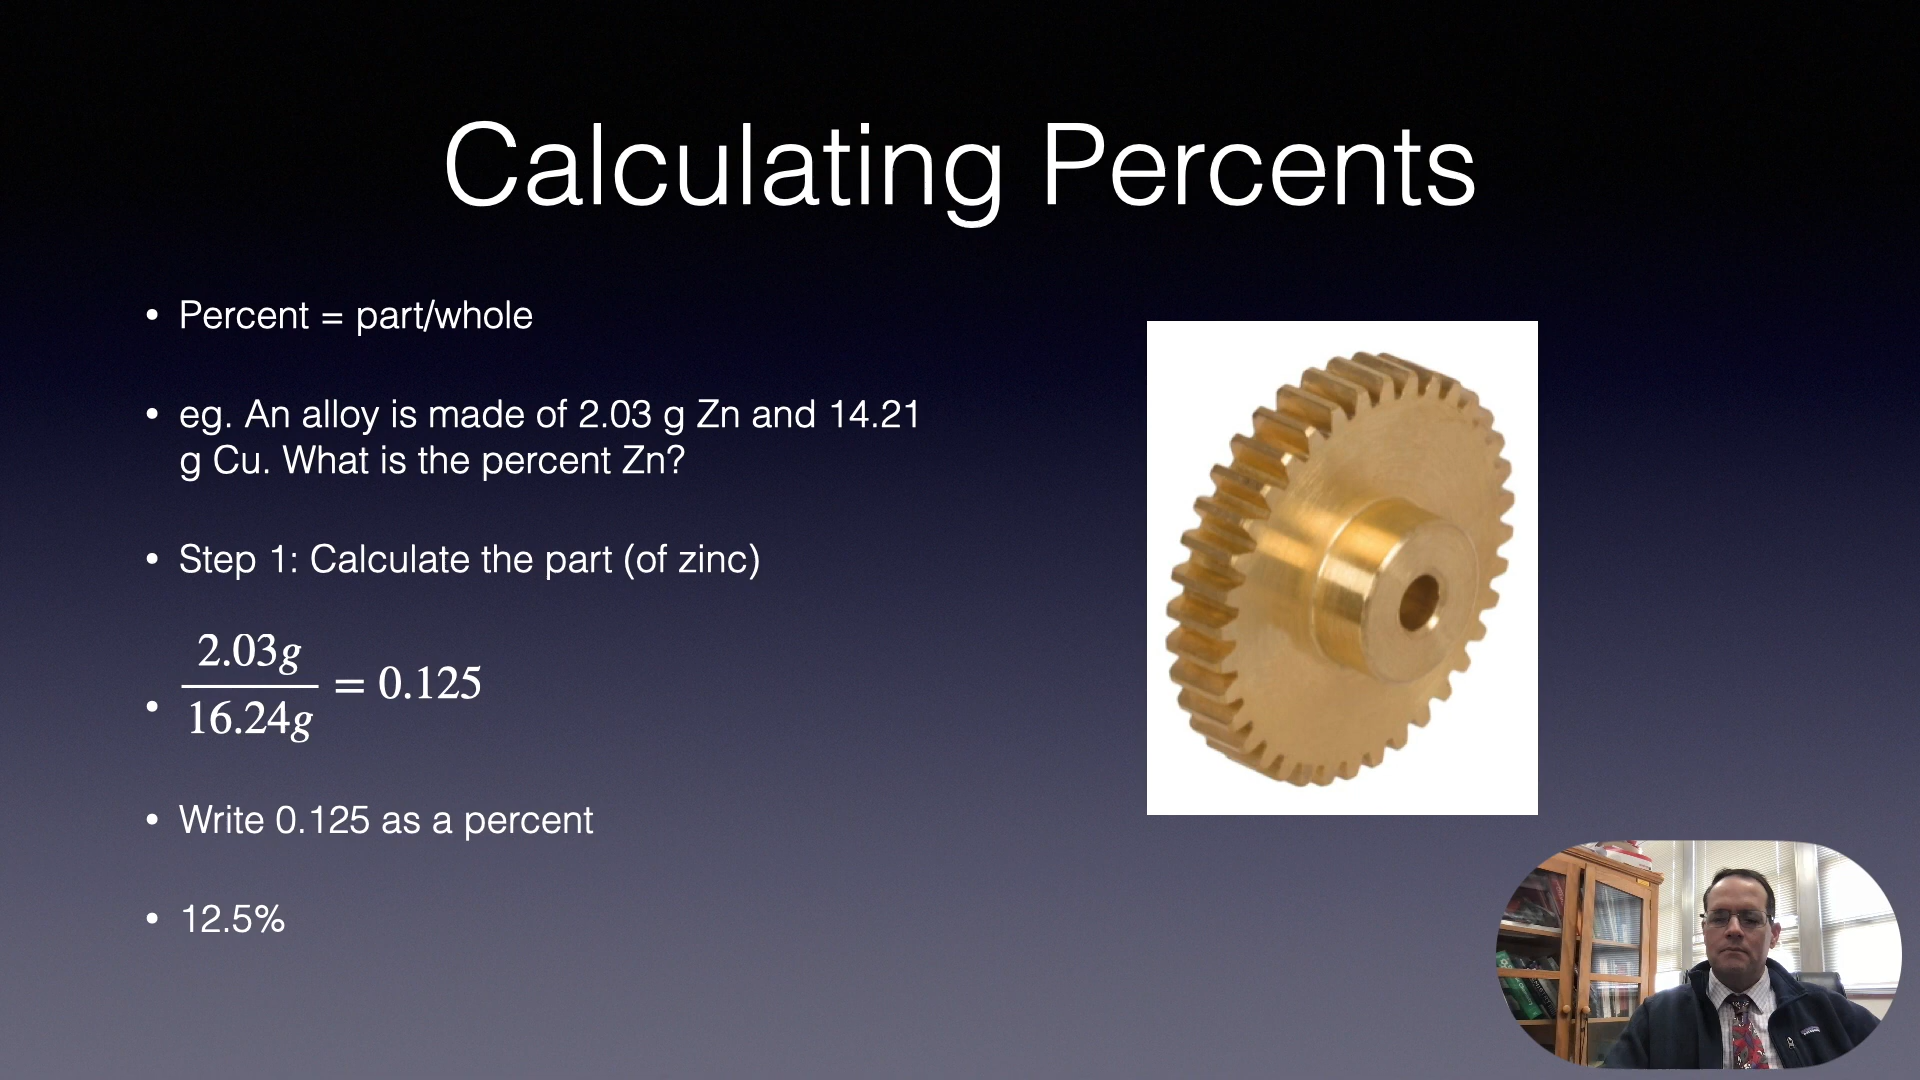 Calculating Percents
• Percent = part/whole
• eg. An alloy is made of 2.03 g Zn and 14.21
g Cu. What is the percent Zn?
• Step 1: Calculate the part (of zinc)
• 2.03g / 16.24g = 0.125
• Write 0.125 as a percent
• 12.5%